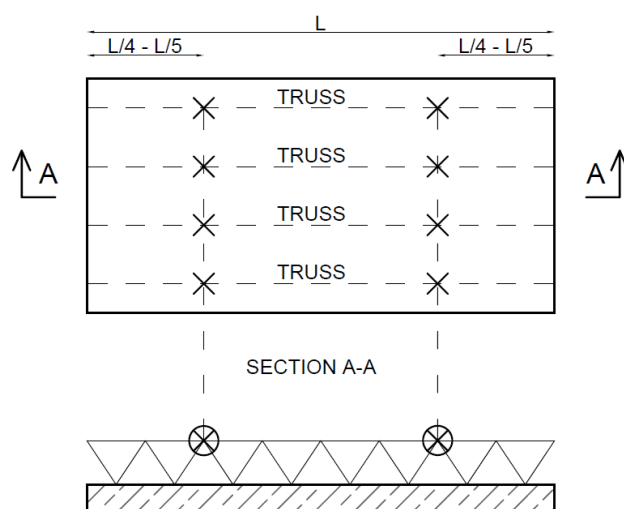 L
L/4 - L/5 L/4 - L/5
TRUSS
A TRUSS A
TRUSS
TRUSS
SECTION A-A